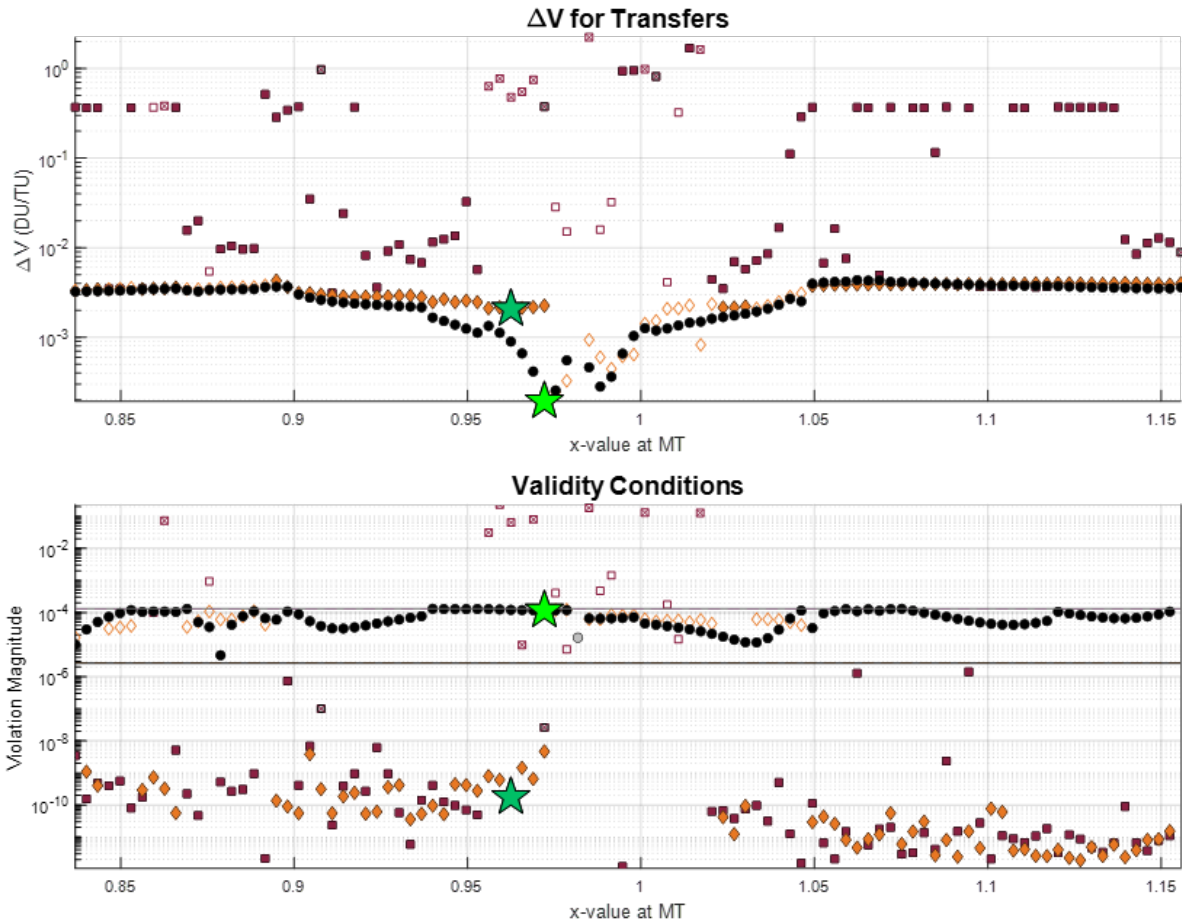 ΔV for Transfers
10⁰
10⁻¹
10⁻²
10⁻³
Δ V (DU/TU)
0.85 0.9 0.95 1 1.05 1.1 1.15
x-value at MT
Validity Conditions
10⁻²
10⁻⁴
10⁻⁶
10⁻⁸
10⁻¹⁰
Violation Magnitude
0.85 0.9 0.95 1 1.05 1.1 1.15
x-value at MT